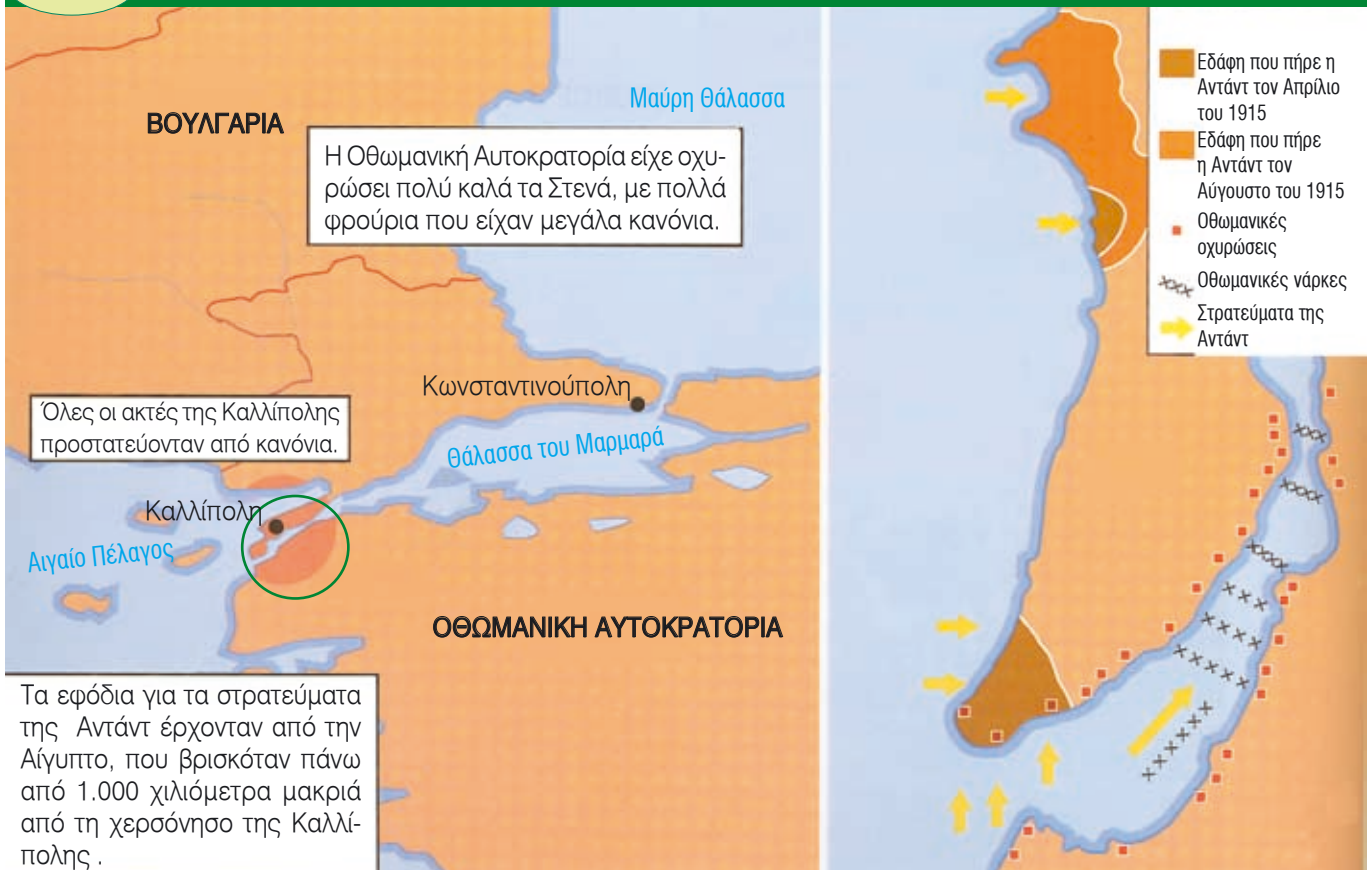 ΒΟΥΛΓΑΡΙΑ
Μαύρη Θάλασσα
Η Οθωμανική Αυτοκρατορία είχε οχυ-
ρώσει πολύ καλά τα Στενά, με πολλά
φρούρια που είχαν μεγάλα κανόνια.
Κωνσταντινούπολη
Όλες οι ακτές της Καλλίπολης
προστατεύονταν από κανόνια.
Θάλασσα του Μαρμαρά
Καλλίπολη
Αιγαίο Πέλαγος
ΟΘΩΜΑΝΙΚΗ ΑΥΤΟΚΡΑΤΟΡΙΑ
Τα εφόδια για τα στρατεύματα
της Αντάντ έρχονταν από την
Αίγυπτο, που βρισκόταν πάνω
από 1.000 χιλιόμετρα μακριά
από τη χερσόνησο της Καλλί-
πολης .
Εδάφη που πήρε η
Αντάντ τον Απρίλιο
του 1915
Εδάφη που πήρε
η Αντάντ τον
Αύγουστο του 1915
Οθωμανικές
οχυρώσεις
Οθωμανικές νάρκες
Στρατεύματα της
Αντάντ